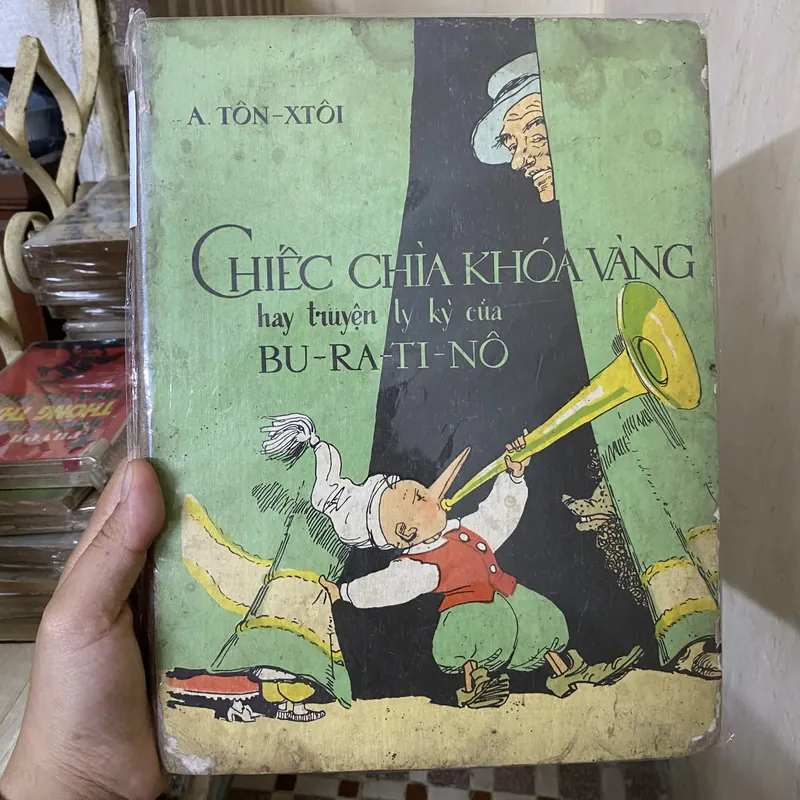 A. TÔN-XTÔI
CHIẾC CHÌA KHÓA VÀNG
hay truyện ly kỳ của
BU-RA-TI-NÔ